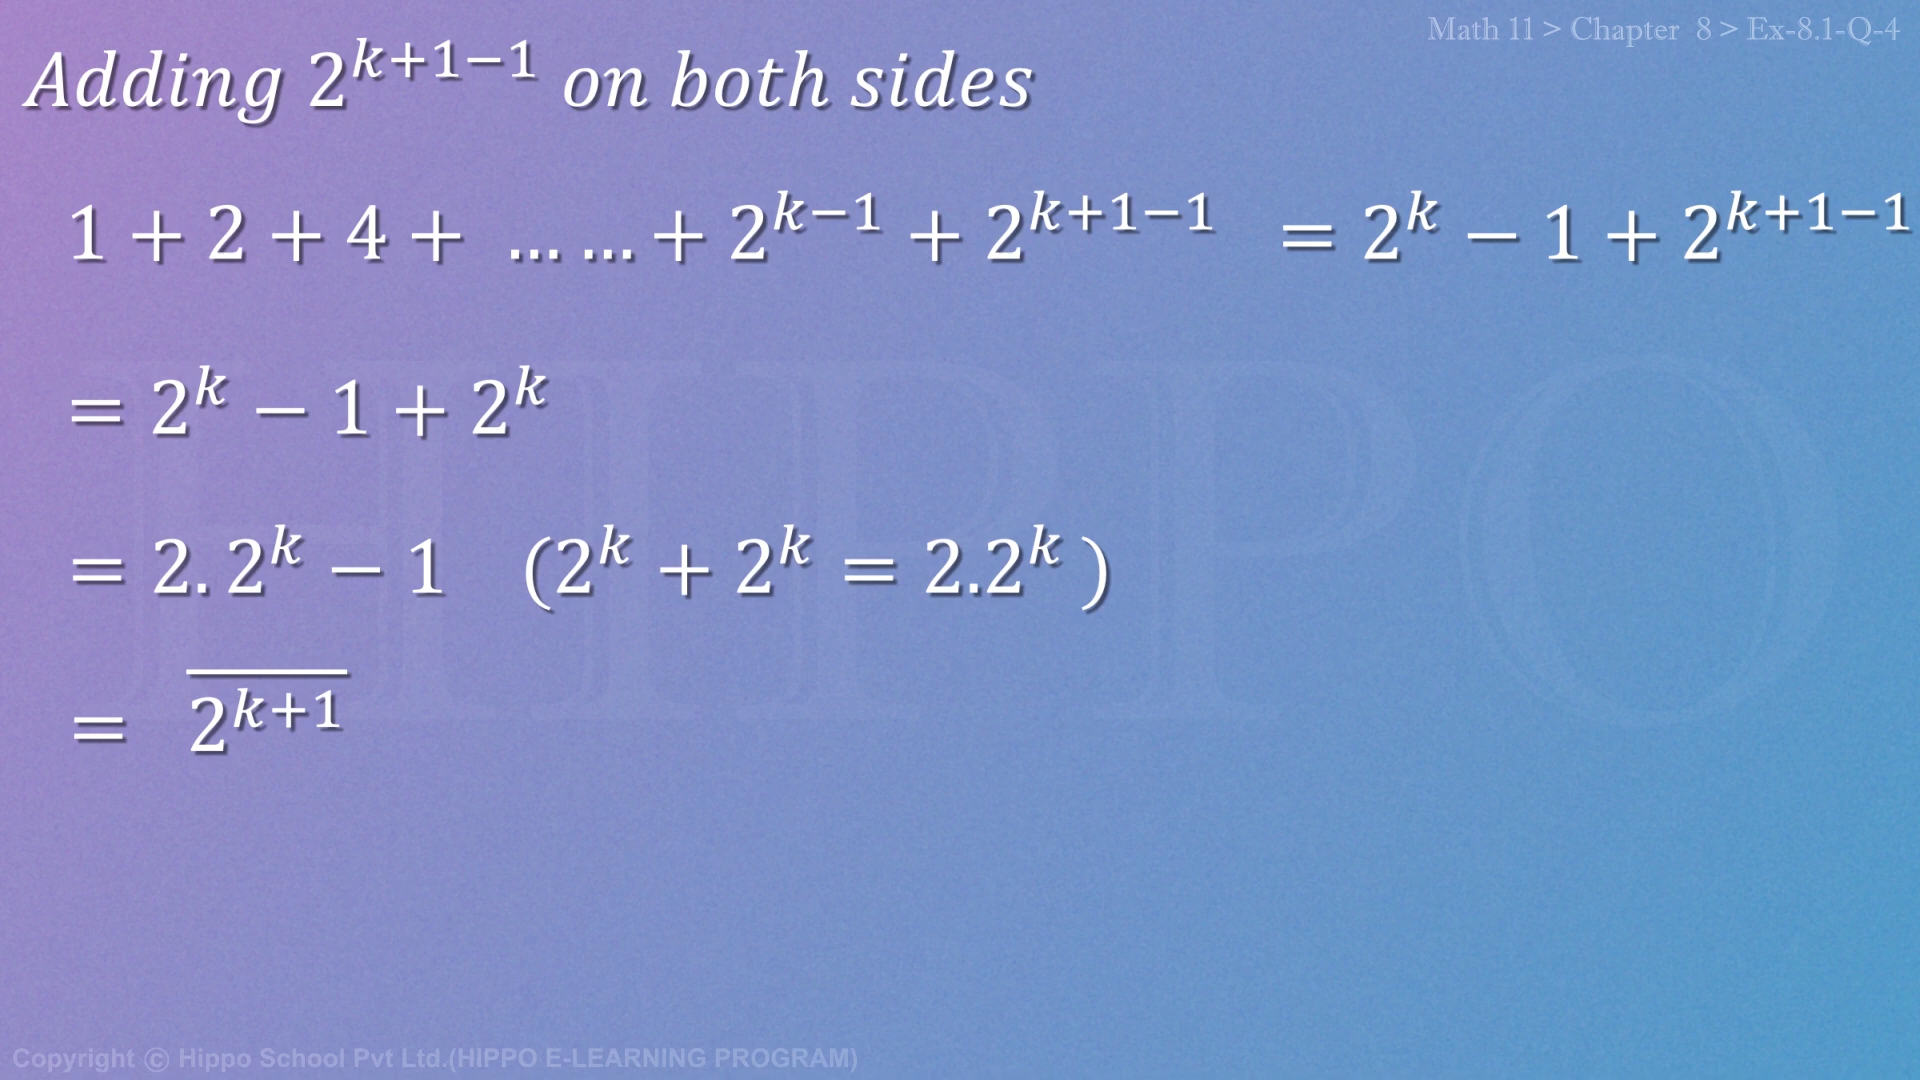 Math 11 > Chapter 8 > Ex-8.1-Q-4
Adding 2^{k+1−1} on both sides
1 + 2 + 4 + … … + 2^{k−1} + 2^{k+1−1} = 2^k − 1 + 2^{k+1−1}
= 2^k − 1 + 2^k
= 2. 2^k − 1 (2^k + 2^k = 2.2^k )
= \overline{2^{k+1}}
HIPPO
Copyright © Hippo School Pvt Ltd.(HIPPO E-LEARNING PROGRAM)